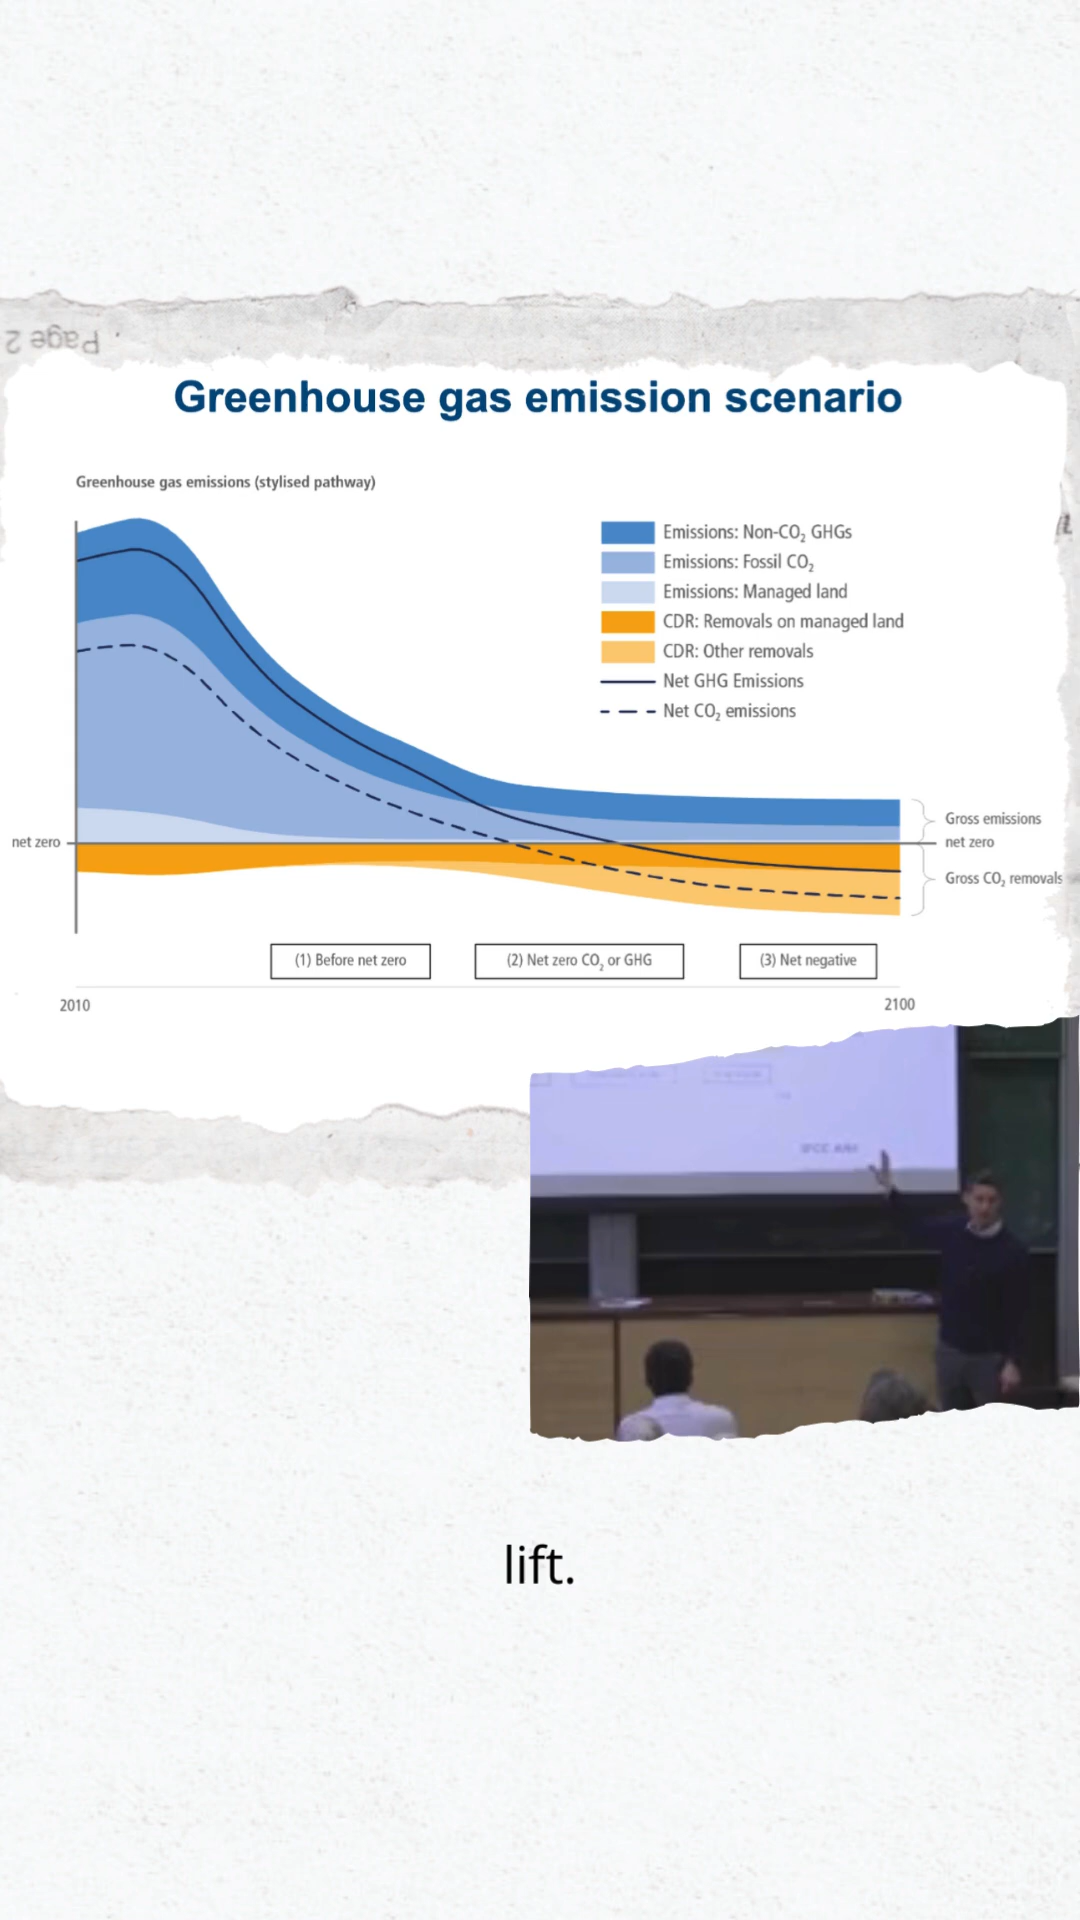 Page 2
Greenhouse gas emission scenario
Greenhouse gas emissions (stylised pathway)
Emissions: Non-CO₂ GHGs
Emissions: Fossil CO₂
Emissions: Managed land
CDR: Removals on managed land
CDR: Other removals
Net GHG Emissions
Net CO₂ emissions
Gross emissions
net zero
net zero
Gross CO₂ removals
(1) Before net zero
(2) Net zero CO₂ or GHG
(3) Net negative
2010
2100
lift.